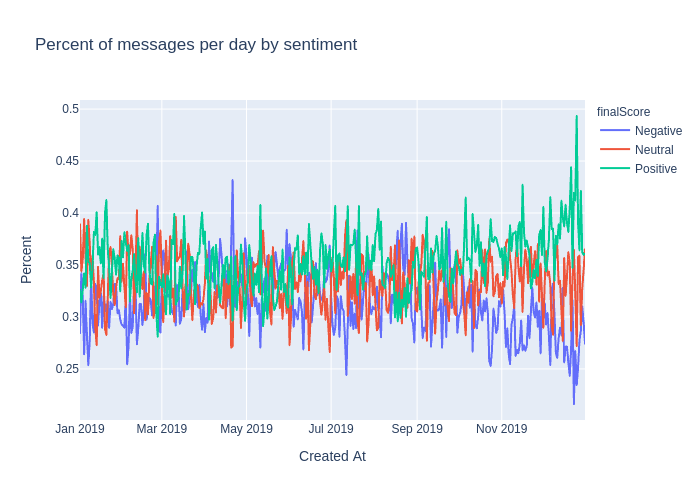 Percent of messages per day by sentiment
finalScore
Negative
Neutral
Positive
0.5
0.45
0.4
0.35
0.3
0.25
Percent
Jan 2019 Mar 2019 May 2019 Jul 2019 Sep 2019 Nov 2019
Created At